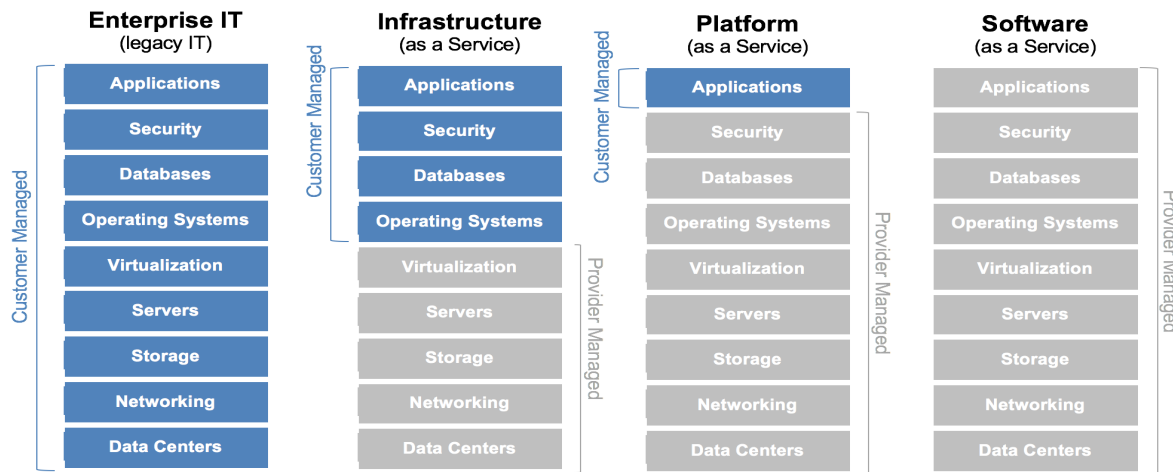 Enterprise IT
(legacy IT)
Customer Managed
Applications
Security
Databases
Operating Systems
Virtualization
Servers
Storage
Networking
Data Centers
Infrastructure
(as a Service)
Customer Managed
Applications
Security
Databases
Operating Systems
Virtualization
Servers
Storage
Networking
Data Centers
Provider Managed
Platform
(as a Service)
Customer Managed
Applications
Security
Databases
Operating Systems
Virtualization
Servers
Storage
Networking
Data Centers
Provider Managed
Software
(as a Service)
Applications
Security
Databases
Operating Systems
Virtualization
Servers
Storage
Networking
Data Centers
Provider Managed